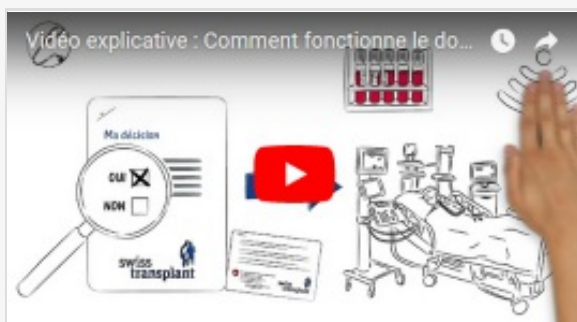 Vidéo explicative : Comment fonctionne le do...
Ma décision
OUI
NON
swiss
transplant